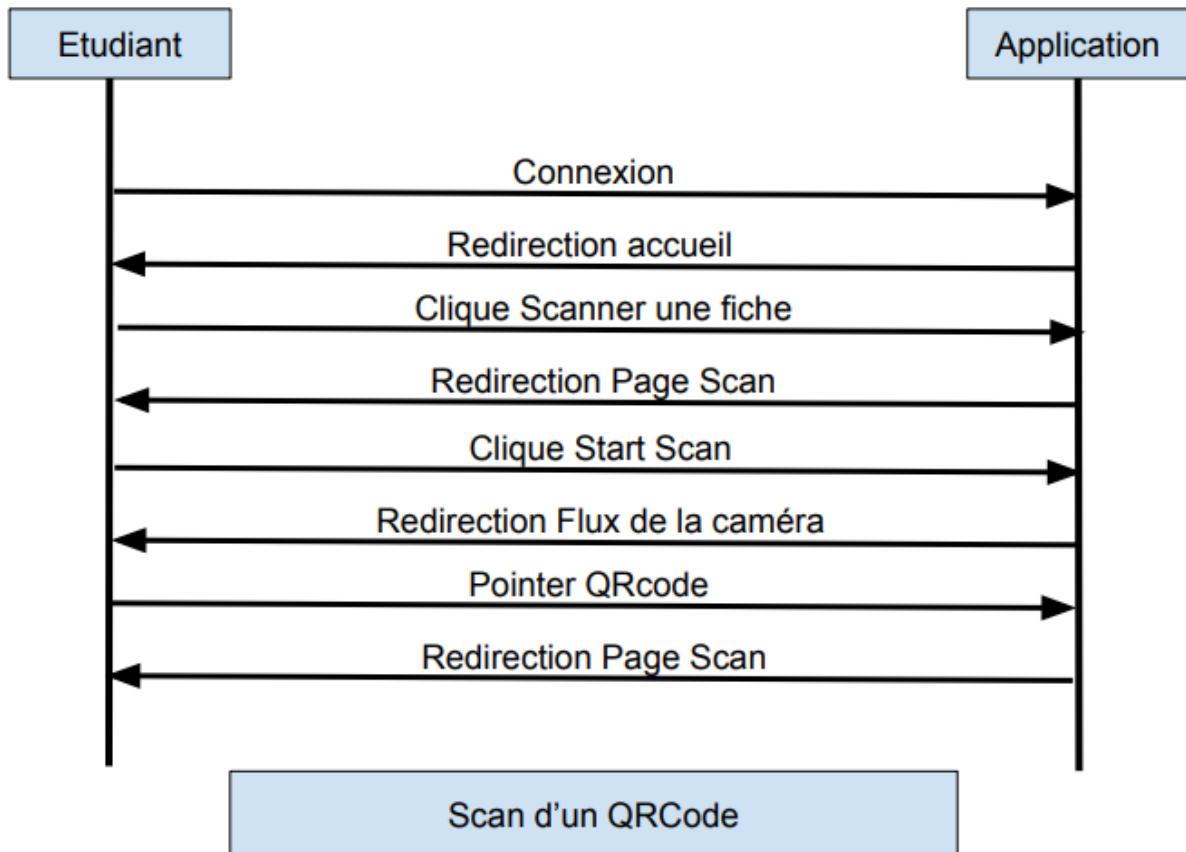 Etudiant
Application
Connexion
Redirection accueil
Clique Scanner une fiche
Redirection Page Scan
Clique Start Scan
Redirection Flux de la caméra
Pointer QRcode
Redirection Page Scan
Scan d’un QRCode